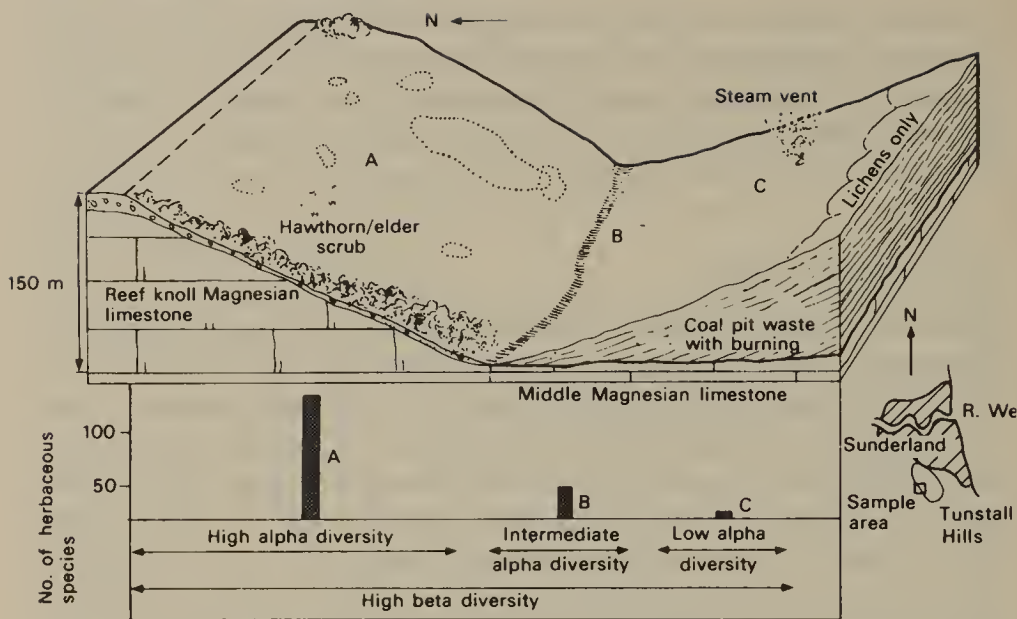 N
Steam vent
A
C
Lichens only
Hawthorn/elder
scrub
B
150 m
Reef knoll Magnesian
limestone
Coal pit waste
with burning
N
Middle Magnesian limestone
R. We
Sunderland
Sample
area
Tunstall
Hills
No. of herbaceous
species
100
50
A
B
C
High alpha diversity
Intermediate
alpha diversity
Low alpha
diversity
High beta diversity